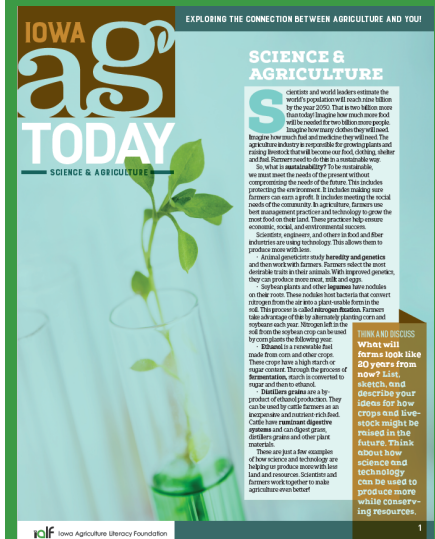 EXPLORING THE CONNECTION BETWEEN AGRICULTURE AND YOU!
IOWA
ag
TODAY
SCIENCE & AGRICULTURE
SCIENCE &
AGRICULTURE
Scientists and world leaders estimate the
world's population will reach nine billion
by the year 2050. That is two billion more
than today! Imagine how much more food
will be needed for two billion more people.
Imagine how many clothes they will need.
Imagine how much fuel and medicine they will need. The
agriculture industry is responsible for growing plants and
raising livestock that will become our food, clothing, shelter
and fuel. Farmers need to do this in a sustainable way.
So, what is sustainability? To be sustainable,
we must meet the needs of the present without
compromising the needs of the future. This includes
protecting the environment. It includes making sure
farmers can earn a profit. It includes meeting the social
needs of the community. In agriculture, farmers use
best management practices and technology to grow the
most food on their land. These practices help ensure
economic, social, and environmental success.
Scientists, engineers, and others in food and fiber
industries are using technology. This allows them to
produce more with less.
· Animal geneticists study heredity and genetics
and then work with farmers. Farmers select the most
desirable traits in their animals. With improved genetics,
they can produce more meat, milk and eggs.
· Soybean plants and other legumes have nodules
on their roots. These nodules host bacteria that convert
nitrogen from the air into a plant-usable form in the
soil. This process is called nitrogen fixation. Farmers
take advantage of this by alternately planting corn and
soybeans each year. Nitrogen left in the
soil from the soybean crop can be used
by corn plants the following year.
· Ethanol is a renewable fuel
made from corn and other crops.
These crops have a high starch or
sugar content. Through the process of
fermentation, starch is converted to
sugar and then to ethanol.
· Distillers grains are a by-
product of ethanol production. They
can be used by cattle farmers as an
inexpensive and nutrient-rich feed.
Cattle have ruminant digestive
systems and can digest grass,
distillers grains and other plant
materials.
These are just a few examples
of how science and technology are
helping us produce more with less
land and resources. Scientists and
farmers work together to make
agriculture even better!
THINK AND DISCUSS
What will
farms look like
20 years from
now? List,
sketch, and
describe your
ideas for how
crops and live-
stock might be
raised in the
future. Think
about how
science and
technology
can be used to
produce more
while conserv-
ing resources.
ialf Iowa Agriculture Literacy Foundation
1